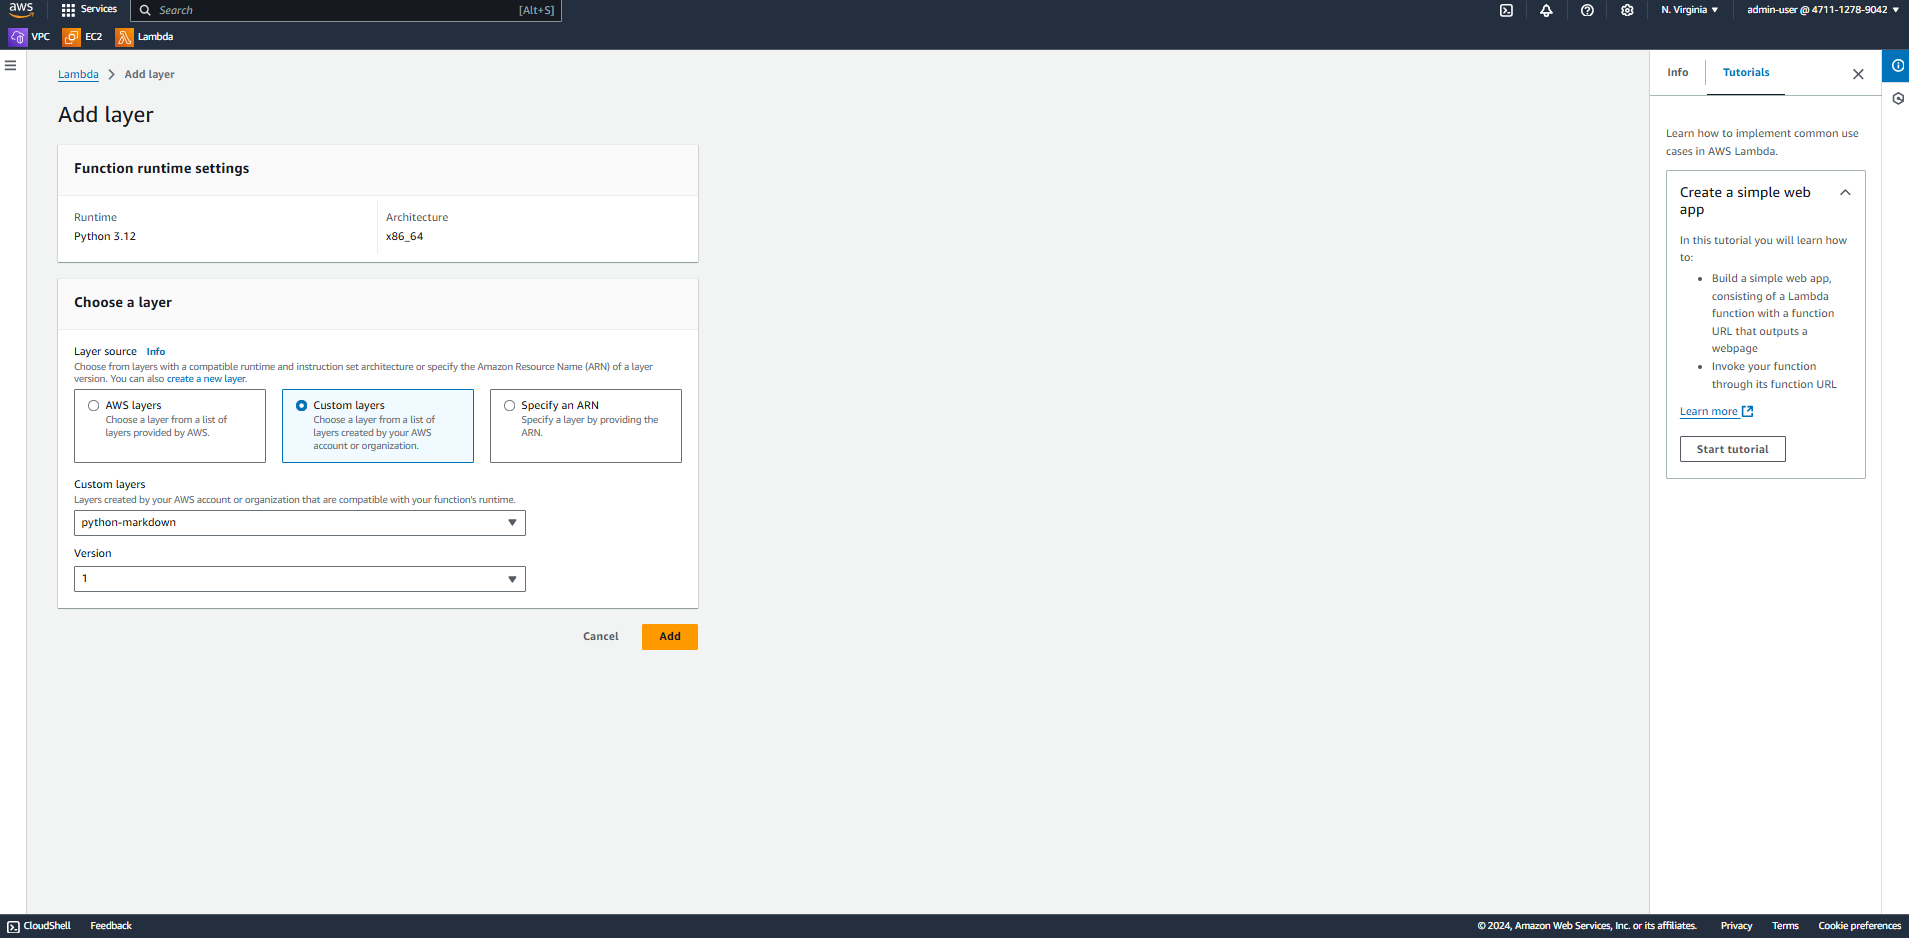 aws
Services
Search
[Alt+S]
N. Virginia
admin-user @ 4711-1278-9042
VPC
EC2
Lambda
Lambda
Add layer
Add layer
Function runtime settings
Runtime
Python 3.12
Architecture
x86_64
Choose a layer
Layer source Info
Choose from layers with a compatible runtime and instruction set architecture or specify the Amazon Resource Name (ARN) of a layer
version. You can also create a new layer.
AWS layers
Choose a layer from a list of
layers provided by AWS.
Custom layers
Choose a layer from a list of
layers created by your AWS
account or organization.
Specify an ARN
Specify a layer by providing the
ARN.
Custom layers
Layers created by your AWS account or organization that are compatible with your function's runtime.
python-markdown
Version
1
Cancel
Add
Info
Tutorials
Learn how to implement common use
cases in AWS Lambda.
Create a simple web
app
In this tutorial you will learn how
to:
• Build a simple web app,
consisting of a Lambda
function with a function
URL that outputs a
webpage
• Invoke your function
through its function URL
Learn more
Start tutorial
CloudShell
Feedback
© 2024, Amazon Web Services, Inc. or its affiliates.
Privacy
Terms
Cookie preferences